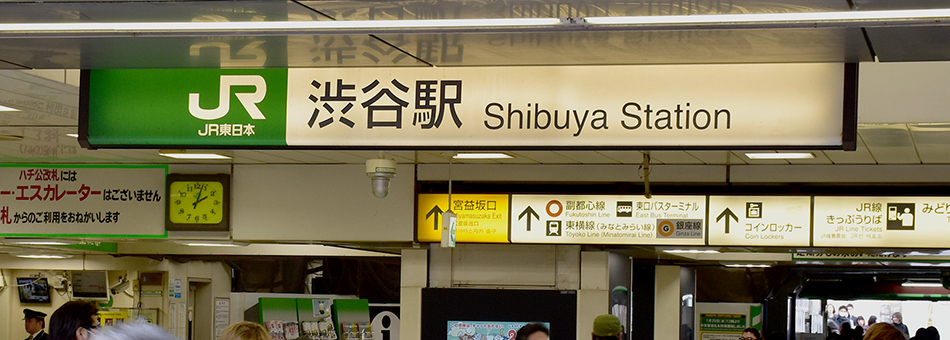 JR
JR東日本
渋谷駅 Shibuya Station
ハチ公改札には
ー・エスカレーターはございません
札からのご利用をおねがいします
宮益坂口
Miyamasuzaka Exit
副都心線
Fukutoshin Line
東横線(みなとみらい線)
Toyoko Line (Minatomirai Line)
東口バスターミナル
East Bus Terminal
G 銀座線
Ginza Line
コインロッカー
Coin Lockers
JR線
きっぷうりば
JR Line Tickets
みどり